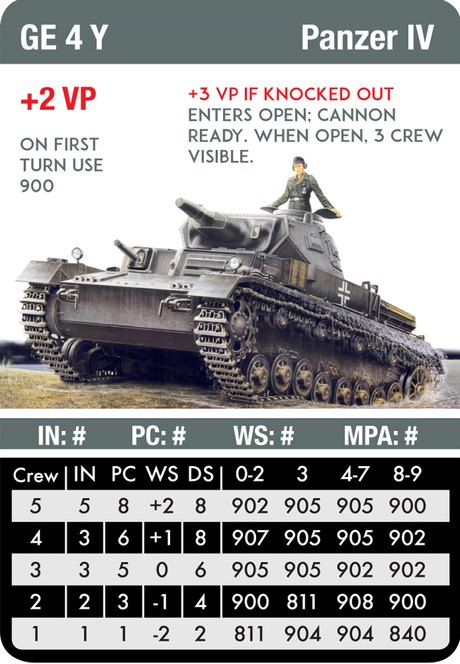 GE 4 Y Panzer IV
+2 VP
ON FIRST
TURN USE
900
+3 VP IF KNOCKED OUT
ENTERS OPEN; CANNON
READY. WHEN OPEN, 3 CREW
VISIBLE.
IN: # PC: # WS: # MPA: #
Crew IN PC WS DS 0-2 3 4-7 8-9
5 5 8 +2 8 902 905 905 900
4 3 6 +1 8 907 905 905 902
3 3 5 0 6 905 905 902 902
2 2 3 -1 4 900 811 908 900
1 1 1 -2 2 811 904 904 840